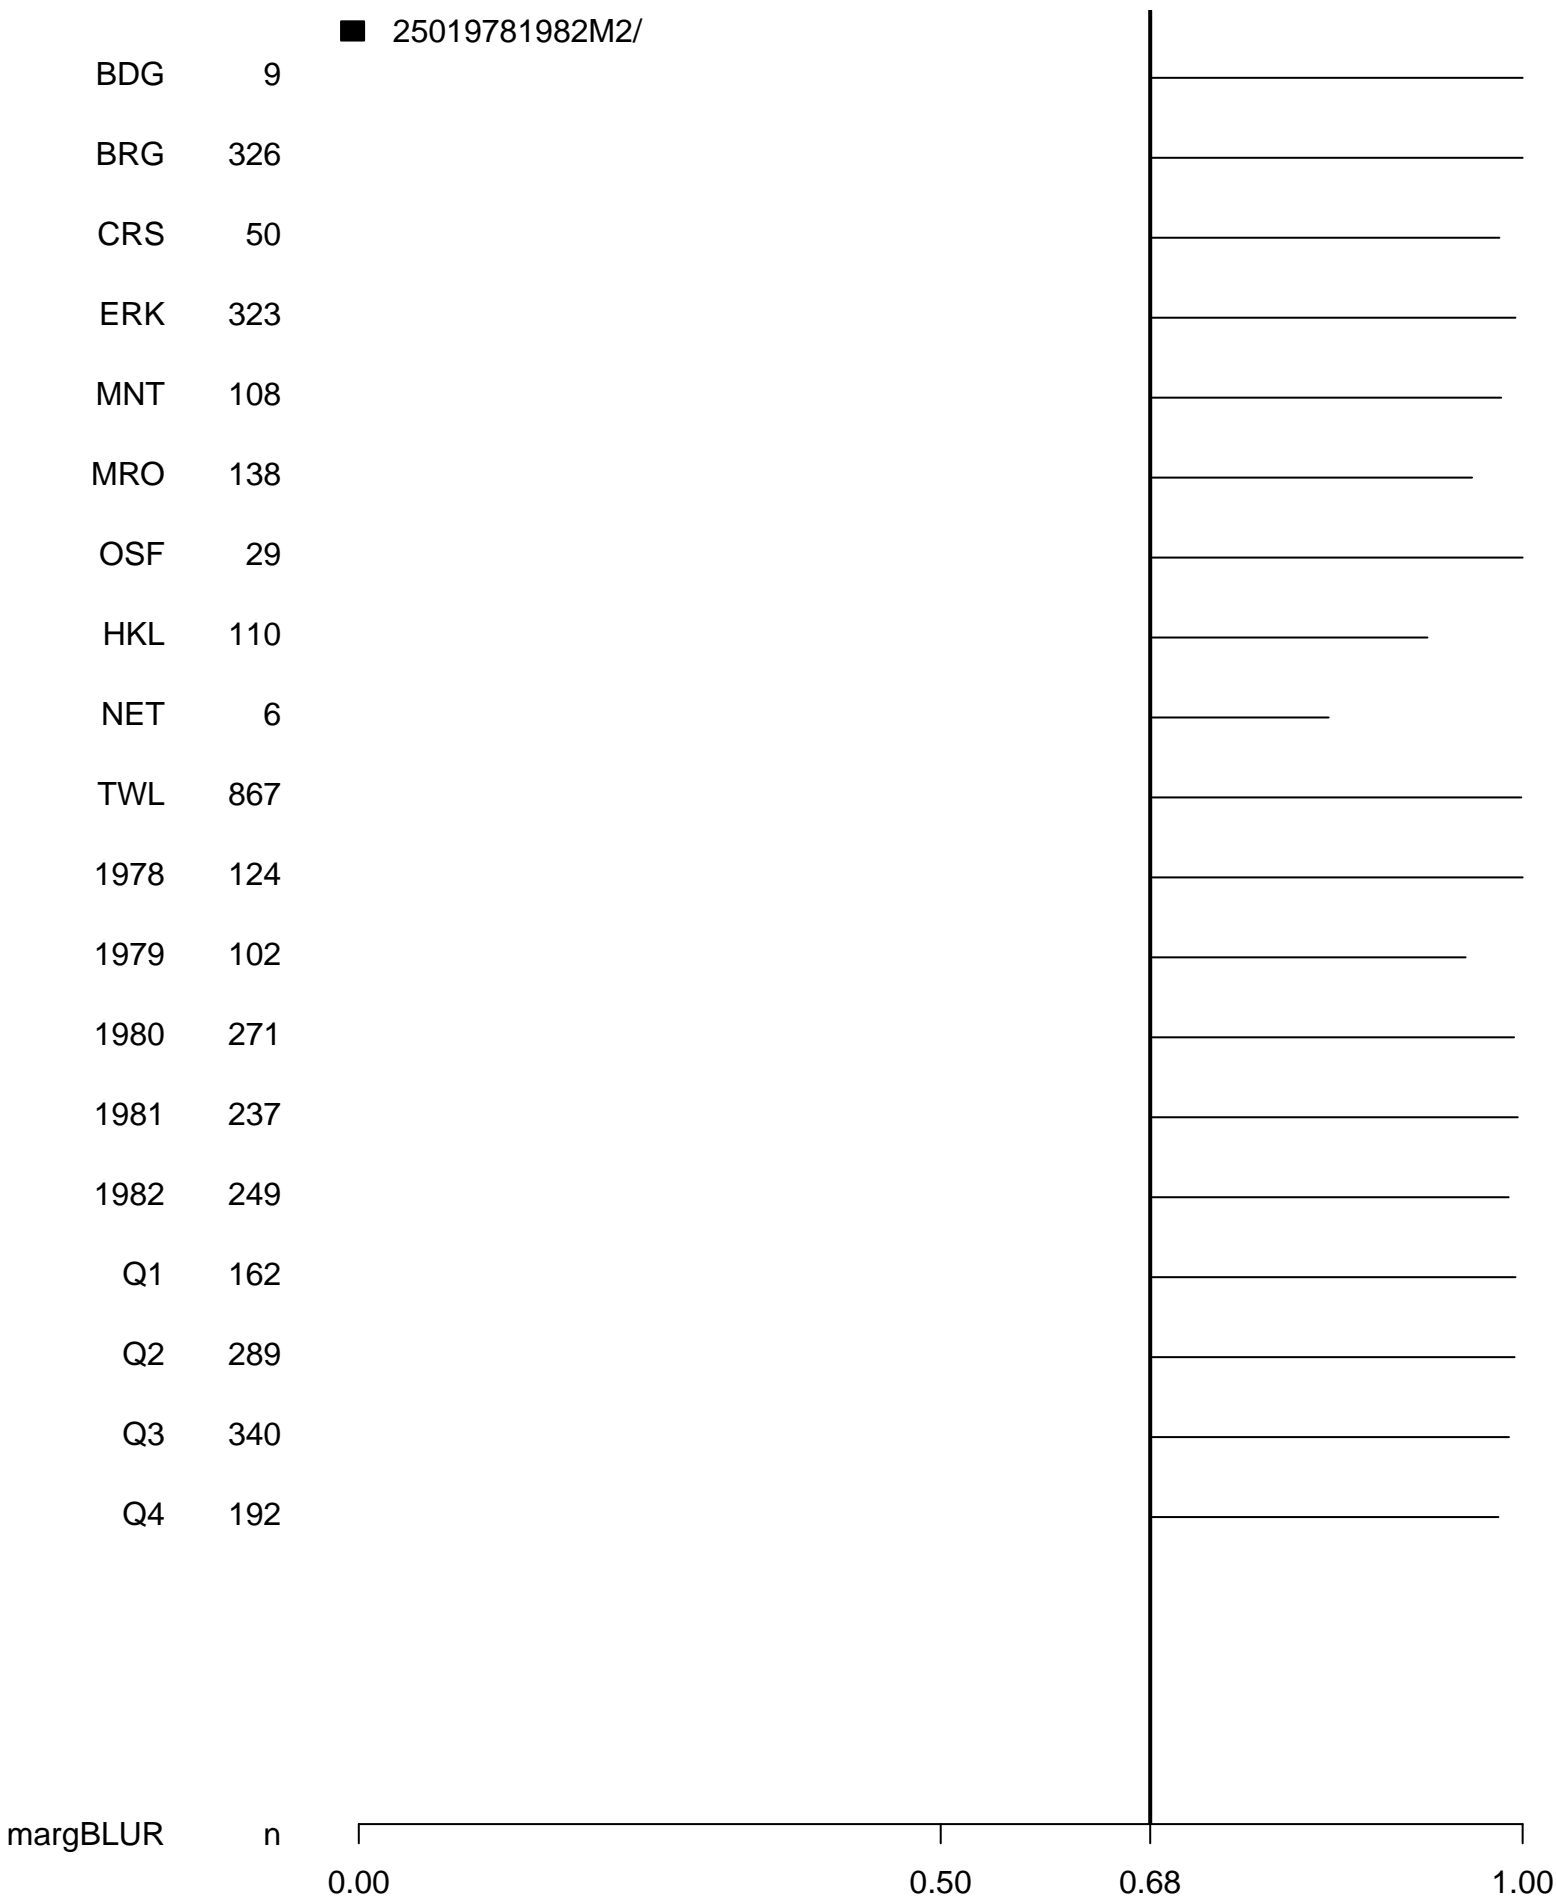 25019781982M2/
BDG 9
BRG 326
CRS 50
ERK 323
MNT 108
MRO 138
OSF 29
HKL 110
NET 6
TWL 867
1978 124
1979 102
1980 271
1981 237
1982 249
Q1 162
Q2 289
Q3 340
Q4 192
margBLUR n
0.00 0.50 0.68 1.00